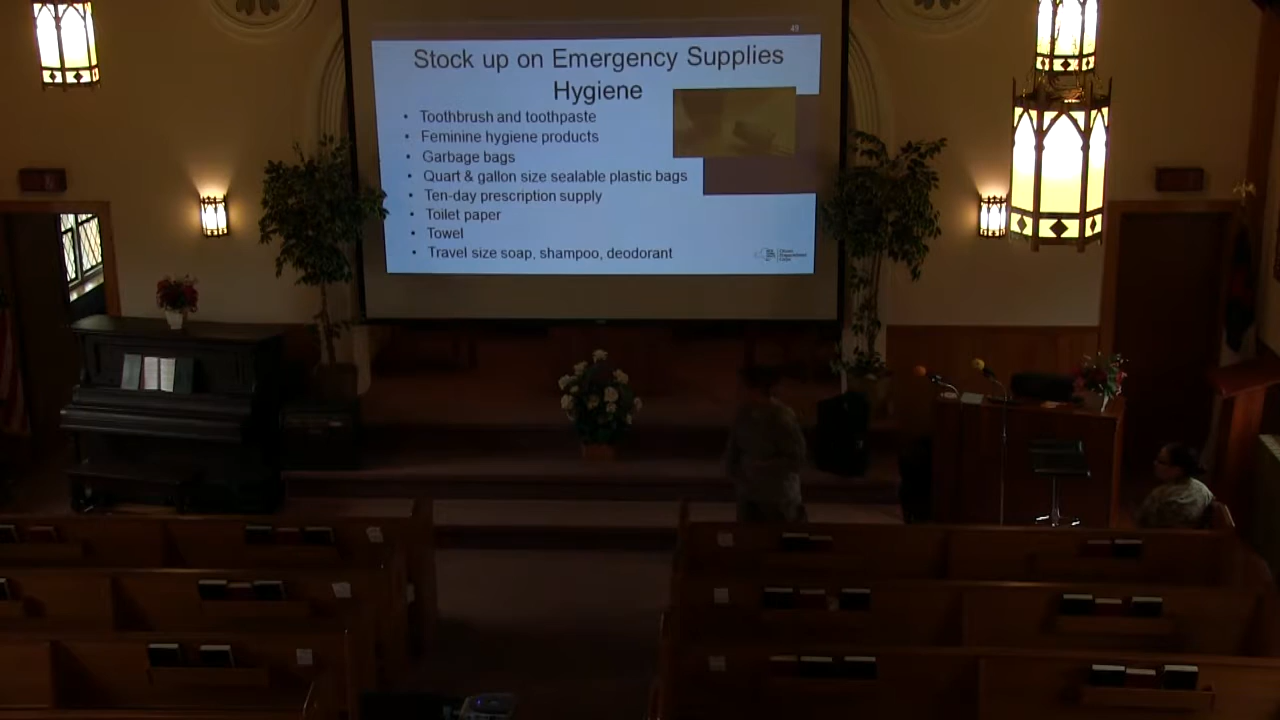 49
Stock up on Emergency Supplies
Hygiene
• Toothbrush and toothpaste
• Feminine hygiene products
• Garbage bags
• Quart & gallon size sealable plastic bags
• Ten-day prescription supply
• Toilet paper
• Towel
• Travel size soap, shampoo, deodorant